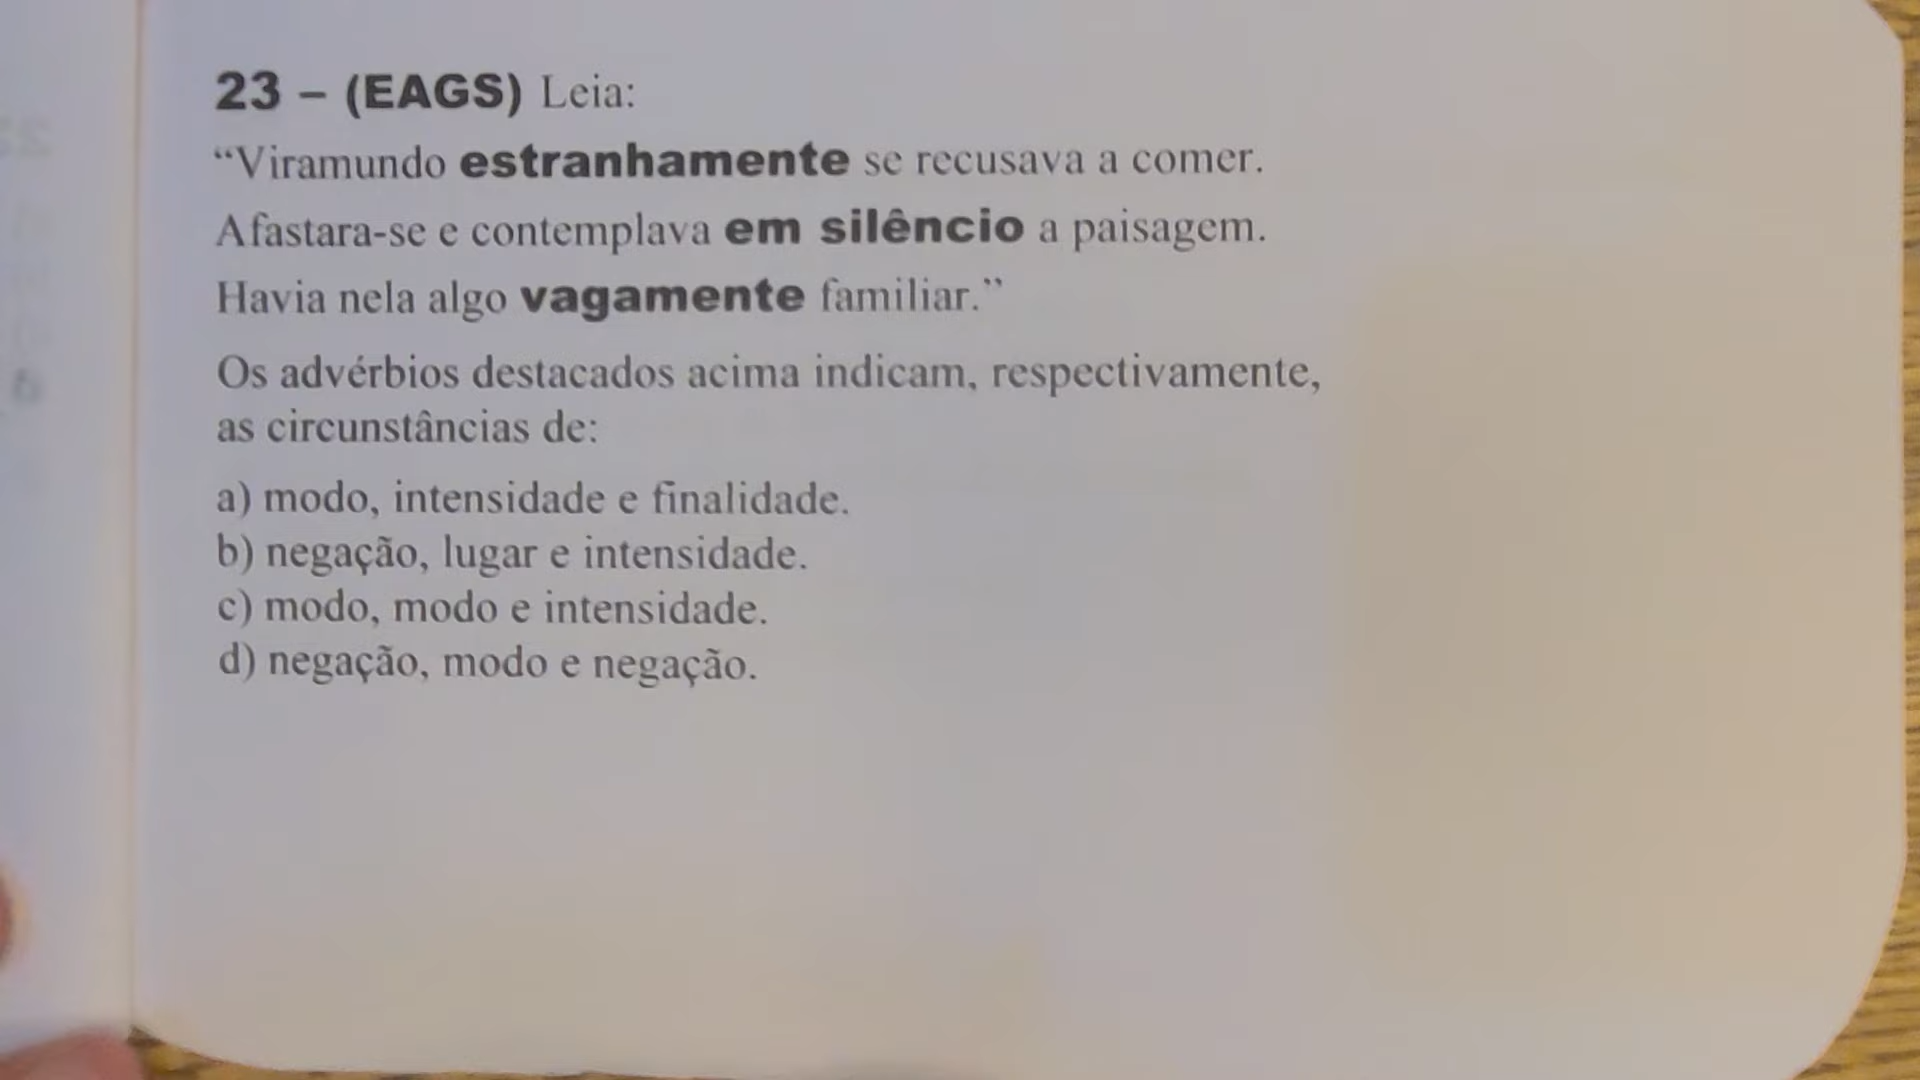 23 – (EAGS) Leia:
“Viramundo estranhamente se recusava a comer.
Afastara-se e contemplava em silêncio a paisagem.
Havia nela algo vagamente familiar.”
Os advérbios destacados acima indicam, respectivamente,
as circunstâncias de:
a) modo, intensidade e finalidade.
b) negação, lugar e intensidade.
c) modo, modo e intensidade.
d) negação, modo e negação.